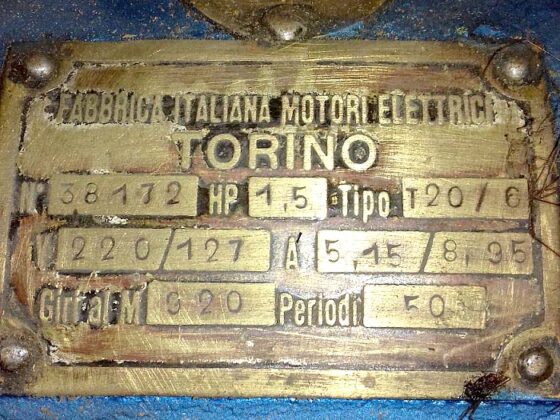 FABBRICA ITALIANA MOTORI ELETTRICI
TORINO
N° 38172 HP 1,5 Tipo T20/6
V 220/127 A 5,15/8,95
Giri al M 920 Periodi 50